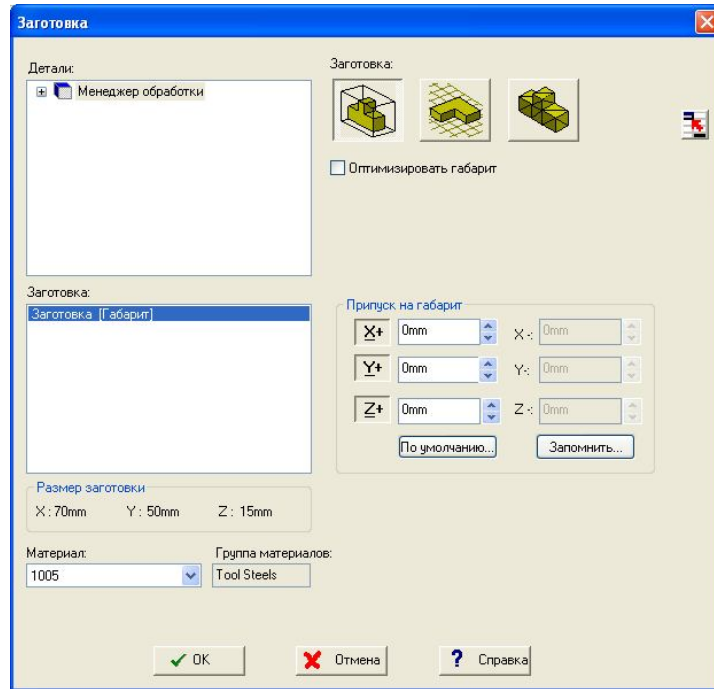 Заготовка
Детали:
Менеджер обработки
Заготовка:
Оптимизировать габарит
Заготовка:
Заготовка [Габарит]
Припуск на габарит
X+ 0mm X-: 0mm
Y+ 0mm Y-: 0mm
Z+ 0mm Z-: 0mm
По умолчанию... Запомнить...
Размер заготовки
X : 70mm Y : 50mm Z : 15mm
Материал: Группа материалов:
1005 Tool Steels
OK Отмена ? Справка